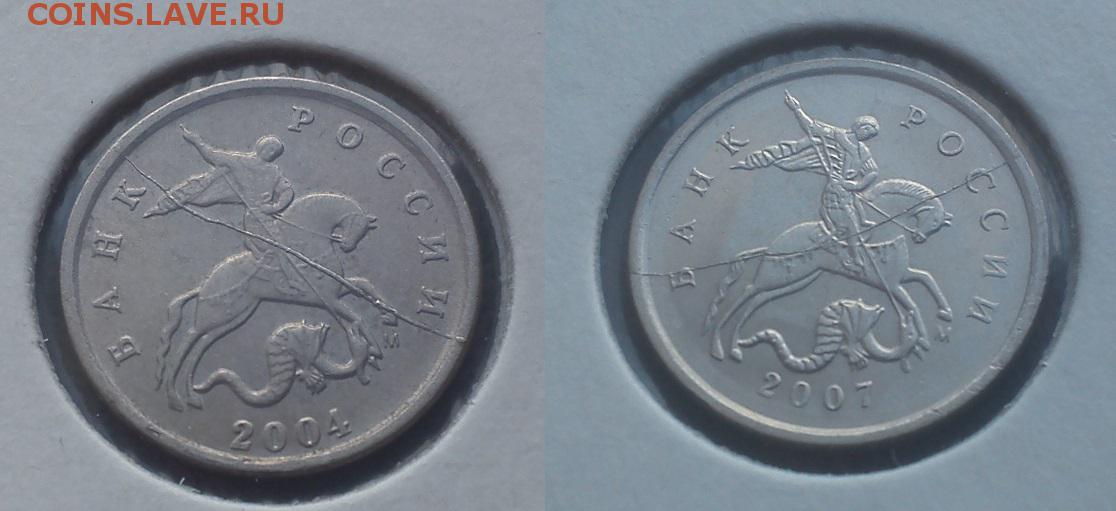 COINS.LAVE.RU
БАНК РОССИИ
М
2004
БАНК РОССИИ
М
2007